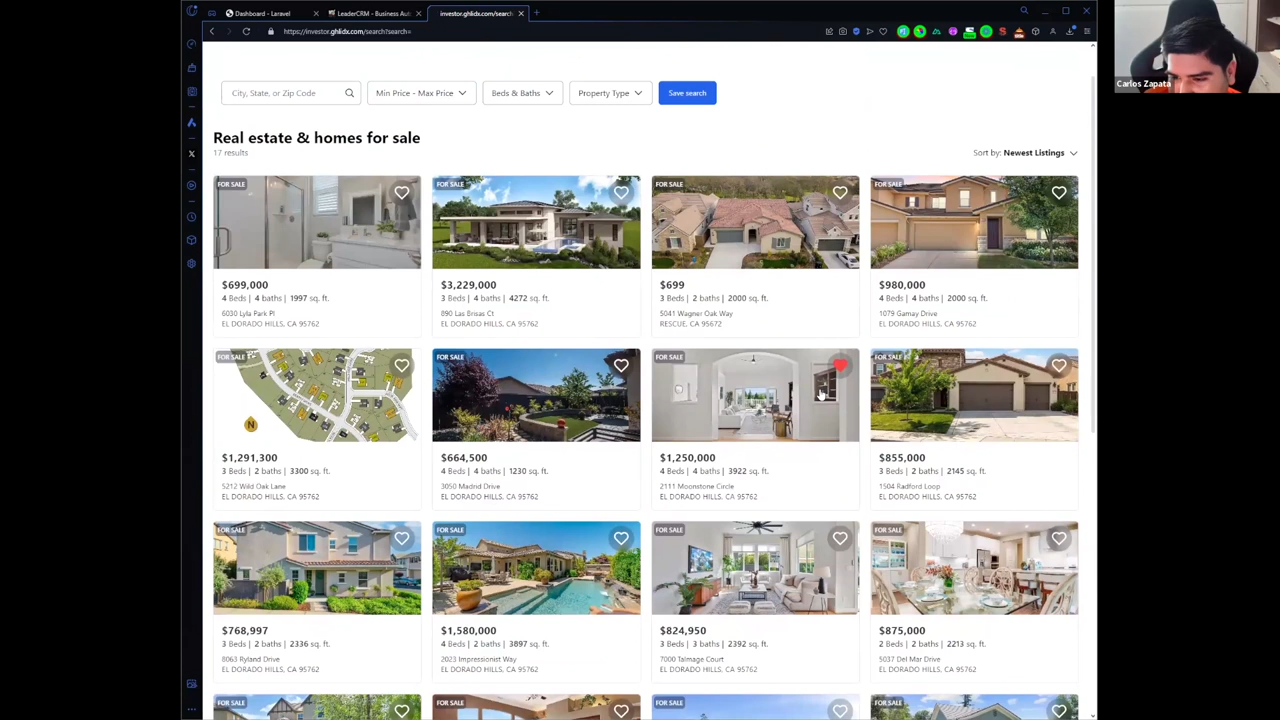 Dashboard - Laravel
LeaderCRM - Business Aut
investor.ghlidx.com/search?search=
https://investor.ghlidx.com/search?search=
Carlos Zapata
City, State, or Zip Code
Min Price - Max Price
Beds & Baths
Property Type
Save search
Real estate & homes for sale
17 results
Sort by: Newest Listings
FOR SALE
FOR SALE
FOR SALE
FOR SALE
$699,000
4 Beds | 4 baths | 1997 sq. ft.
6030 Lyla Park Pl
EL DORADO HILLS, CA 95762
$3,229,000
3 Beds | 4 baths | 4272 sq. ft.
890 Las Brisas Ct
EL DORADO HILLS, CA 95762
$699
3 Beds | 2 baths | 2000 sq. ft.
5041 Wagner Oak Way
RESCUE, CA 95672
$980,000
4 Beds | 4 baths | 2000 sq. ft.
1079 Gamay Drive
EL DORADO HILLS, CA 95762
FOR SALE
FOR SALE
FOR SALE
FOR SALE
N
$1,291,300
3 Beds | 2 baths | 3300 sq. ft.
5212 Wild Oak Lane
EL DORADO HILLS, CA 95762
$664,500
4 Beds | 4 baths | 1230 sq. ft.
3050 Madrid Drive
EL DORADO HILLS, CA 95762
$1,250,000
4 Beds | 4 baths | 3922 sq. ft.
2111 Moonstone Circle
EL DORADO HILLS, CA 95762
$855,000
3 Beds | 2 baths | 2145 sq. ft.
1504 Radford Loop
EL DORADO HILLS, CA 95762
FOR SALE
FOR SALE
FOR SALE
FOR SALE
$768,997
3 Beds | 2 baths | 2336 sq. ft.
8063 Ryland Drive
EL DORADO HILLS, CA 95762
$1,580,000
4 Beds | 2 baths | 3897 sq. ft.
2023 Impressionist Way
EL DORADO HILLS, CA 95762
$824,950
3 Beds | 3 baths | 2392 sq. ft.
7000 Talmage Court
EL DORADO HILLS, CA 95762
$875,000
2 Beds | 2 baths | 2213 sq. ft.
5037 Del Mar Drive
EL DORADO HILLS, CA 95762
FOR SALE
FOR SALE
FOR SALE
FOR SALE